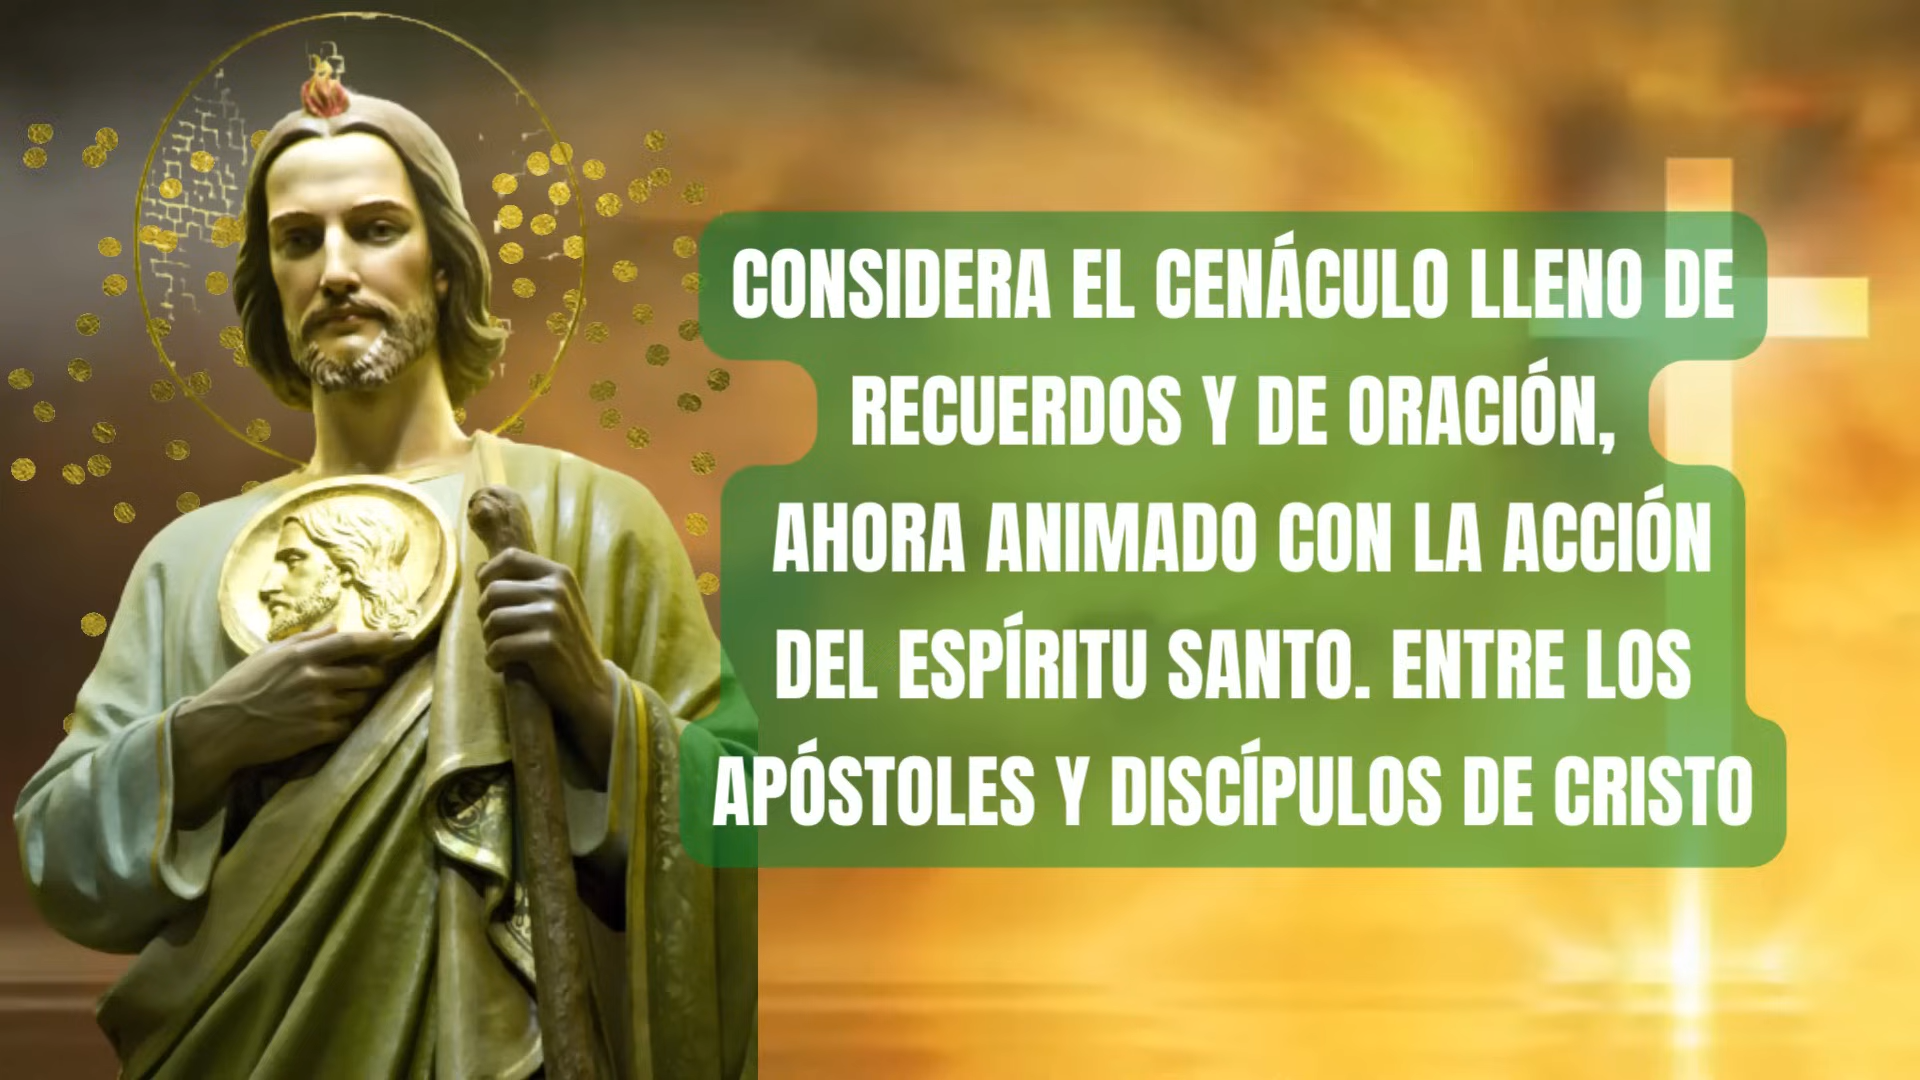 CONSIDERA EL CENÁCULO LLENO DE
RECUERDOS Y DE ORACIÓN,
AHORA ANIMADO CON LA ACCIÓN
DEL ESPÍRITU SANTO. ENTRE LOS
APÓSTOLES Y DISCÍPULOS DE CRISTO